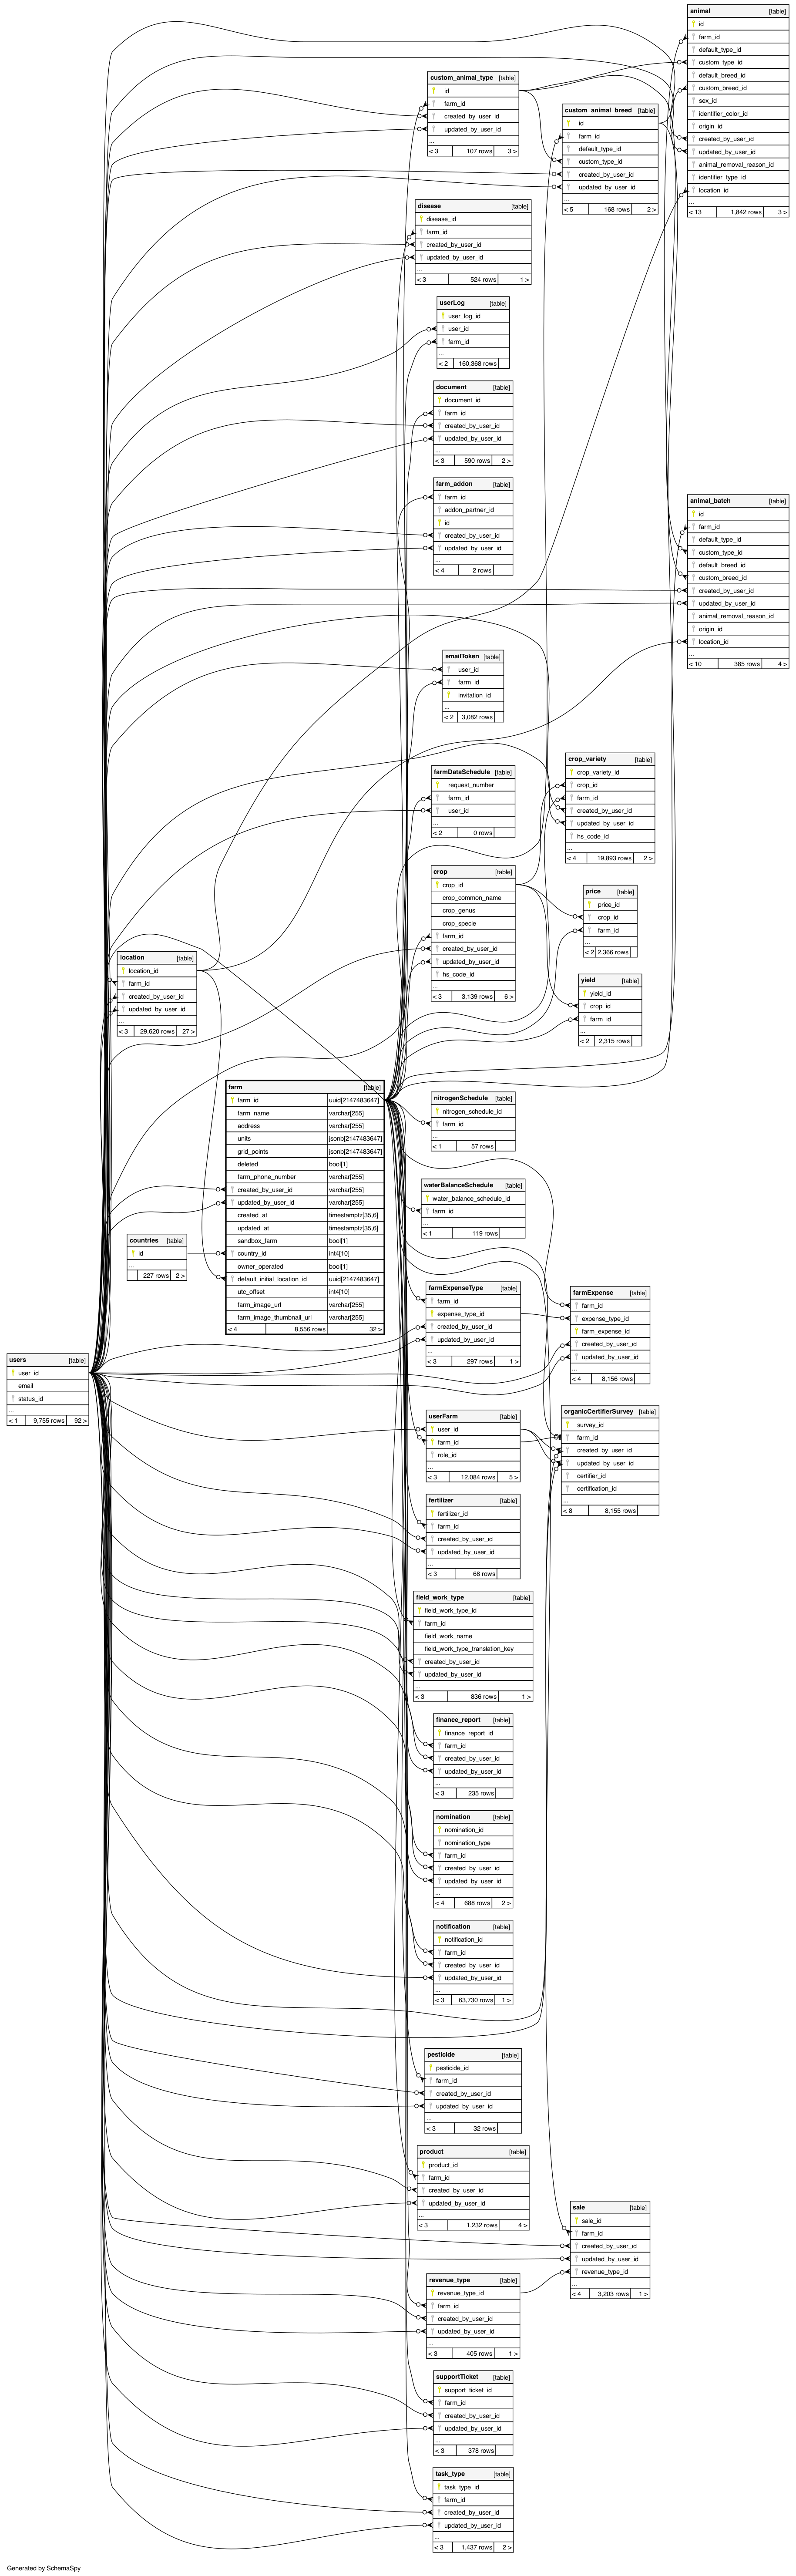 animal [table]
id
farm_id
default_type_id
custom_type_id
default_breed_id
custom_breed_id
sex_id
identifier_color_id
origin_id
created_by_user_id
updated_by_user_id
animal_removal_reason_id
identifier_type_id
location_id
...
< 13 1,842 rows 3 >
custom_animal_type [table]
id
farm_id
created_by_user_id
updated_by_user_id
...
< 3 107 rows 3 >
custom_animal_breed [table]
id
farm_id
default_type_id
custom_type_id
created_by_user_id
updated_by_user_id
...
< 5 168 rows 2 >
disease [table]
disease_id
farm_id
created_by_user_id
updated_by_user_id
...
< 3 524 rows 1 >
userLog [table]
user_log_id
user_id
farm_id
...
< 2 160,368 rows
document [table]
document_id
farm_id
created_by_user_id
updated_by_user_id
...
< 3 590 rows 2 >
farm_addon [table]
farm_id
addon_partner_id
id
created_by_user_id
updated_by_user_id
...
< 4 2 rows
animal_batch [table]
id
farm_id
default_type_id
custom_type_id
default_breed_id
custom_breed_id
created_by_user_id
updated_by_user_id
animal_removal_reason_id
origin_id
location_id
...
< 10 385 rows 4 >
emailToken [table]
user_id
farm_id
invitation_id
...
< 2 3,082 rows
farmDataSchedule [table]
request_number
farm_id
user_id
...
< 2 0 rows
crop_variety [table]
crop_variety_id
crop_id
farm_id
created_by_user_id
updated_by_user_id
hs_code_id
...
< 4 19,893 rows 2 >
crop [table]
crop_id
crop_common_name
crop_genus
crop_specie
farm_id
created_by_user_id
updated_by_user_id
hs_code_id
...
< 3 3,139 rows 6 >
price [table]
price_id
crop_id
farm_id
...
< 2 2,366 rows
yield [table]
yield_id
crop_id
farm_id
...
< 2 2,315 rows
location [table]
location_id
farm_id
created_by_user_id
updated_by_user_id
...
< 3 29,620 rows 27 >
farm [table]
farm_id uuid[2147483647]
farm_name varchar[255]
address varchar[255]
units jsonb[2147483647]
grid_points jsonb[2147483647]
deleted bool[1]
farm_phone_number varchar[255]
created_by_user_id varchar[255]
updated_by_user_id varchar[255]
created_at timestamptz[35,6]
updated_at timestamptz[35,6]
sandbox_farm bool[1]
country_id int4[10]
owner_operated bool[1]
default_initial_location_id uuid[2147483647]
utc_offset int4[10]
farm_image_url varchar[255]
farm_image_thumbnail_url varchar[255]
< 4 8,556 rows 32 >
nitrogenSchedule [table]
nitrogen_schedule_id
farm_id
...
< 1 57 rows
waterBalanceSchedule [table]
water_balance_schedule_id
farm_id
...
< 1 119 rows
countries [table]
id
...
227 rows 2 >
farmExpenseType [table]
farm_id
expense_type_id
created_by_user_id
updated_by_user_id
...
< 3 297 rows 1 >
farmExpense [table]
farm_id
expense_type_id
farm_expense_id
created_by_user_id
updated_by_user_id
...
< 4 8,156 rows
users [table]
user_id
email
status_id
...
< 1 9,755 rows 92 >
userFarm [table]
user_id
farm_id
role_id
...
< 3 12,084 rows 5 >
organicCertifierSurvey [table]
survey_id
farm_id
created_by_user_id
updated_by_user_id
certifier_id
certification_id
...
< 8 8,155 rows
fertilizer [table]
fertilizer_id
farm_id
created_by_user_id
updated_by_user_id
...
< 3 68 rows
field_work_type [table]
field_work_type_id
farm_id
field_work_name
field_work_type_translation_key
created_by_user_id
updated_by_user_id
...
< 3 836 rows 1 >
finance_report [table]
finance_report_id
farm_id
created_by_user_id
updated_by_user_id
...
< 3 235 rows
nomination [table]
nomination_id
nomination_type
farm_id
created_by_user_id
updated_by_user_id
...
< 4 688 rows 2 >
notification [table]
notification_id
farm_id
created_by_user_id
updated_by_user_id
...
< 3 63,730 rows 1 >
pesticide [table]
pesticide_id
farm_id
created_by_user_id
updated_by_user_id
...
< 3 32 rows
product [table]
product_id
farm_id
created_by_user_id
updated_by_user_id
...
< 3 1,232 rows 4 >
sale [table]
sale_id
farm_id
created_by_user_id
updated_by_user_id
revenue_type_id
...
< 4 3,203 rows 1 >
revenue_type [table]
revenue_type_id
farm_id
created_by_user_id
updated_by_user_id
...
< 3 405 rows 1 >
supportTicket [table]
support_ticket_id
farm_id
created_by_user_id
updated_by_user_id
...
< 3 378 rows
task_type [table]
task_type_id
farm_id
created_by_user_id
updated_by_user_id
...
< 3 1,437 rows 2 >
Generated by SchemaSpy